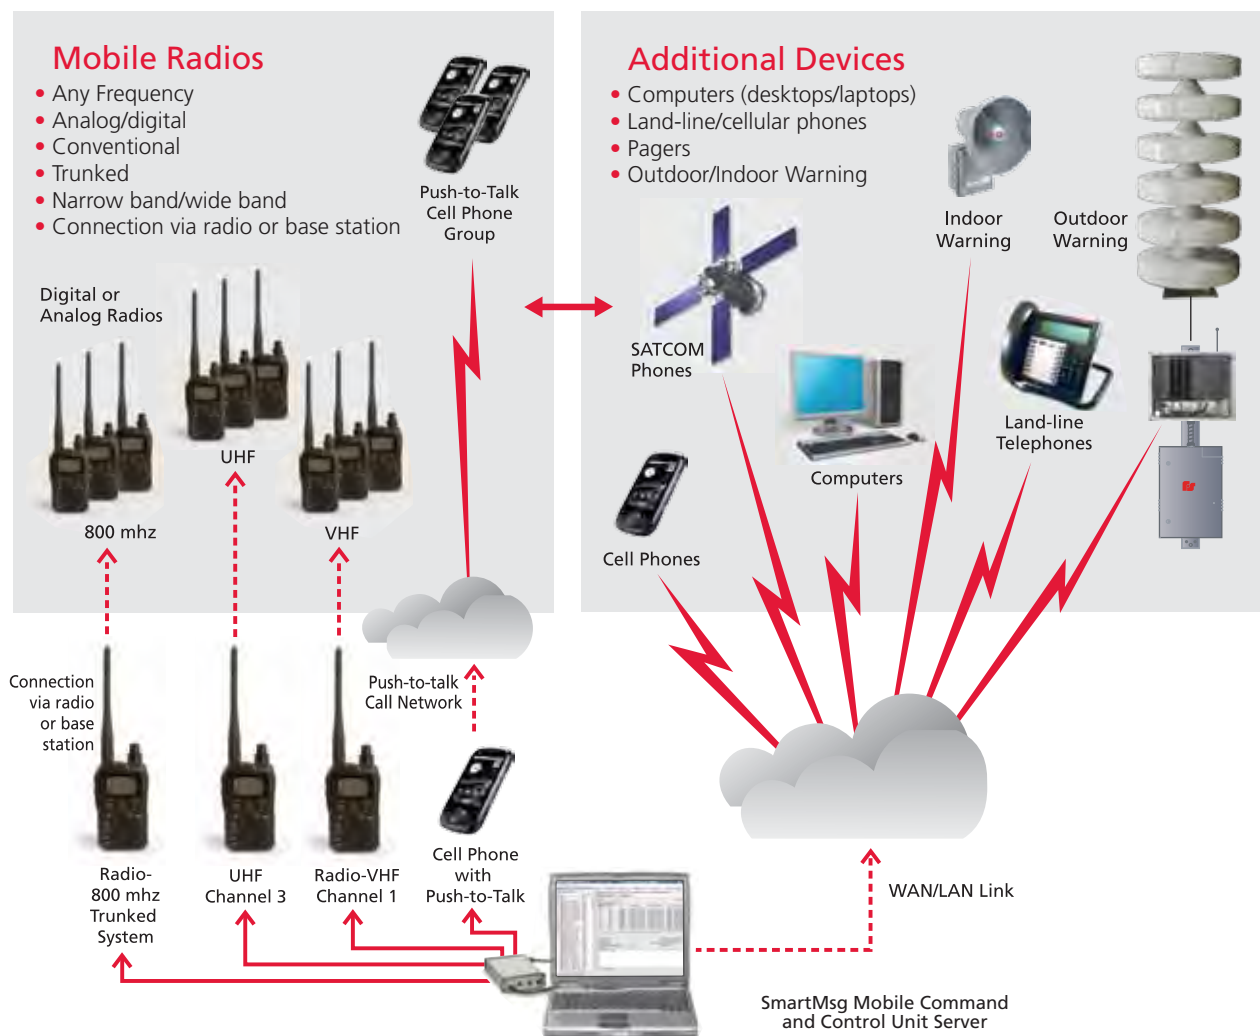 Mobile Radios
• Any Frequency
• Analog/digital
• Conventional
• Trunked
• Narrow band/wide band
• Connection via radio or base station
Push-to-Talk
Cell Phone
Group
Digital or
Analog Radios
UHF
800 mhz
VHF
Additional Devices
• Computers (desktops/laptops)
• Land-line/cellular phones
• Pagers
• Outdoor/Indoor Warning
Indoor
Warning
Outdoor
Warning
SATCOM
Phones
Computers
Land-line
Telephones
Cell Phones
Connection
via radio
or base
station
Push-to-talk
Call Network
Radio-
800 mhz
Trunked
System
UHF
Channel 3
Radio-VHF
Channel 1
Cell Phone
with
Push-to-Talk
WAN/LAN Link
SmartMsg Mobile Command
and Control Unit Server